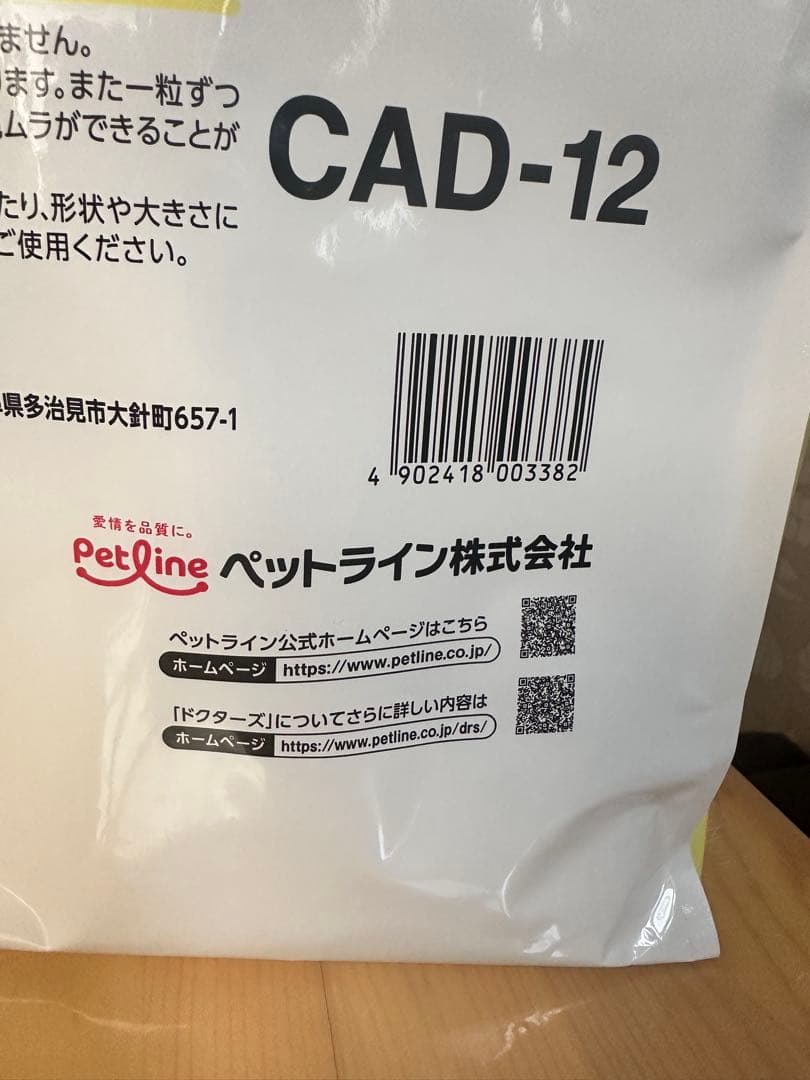 ません。
ります。また一粒ずつ
ムラができることが
たり、形状や大きさに
ご使用ください。
CAD-12
県多治見市大針町657-1
4 902418 003382
愛情を品質に。
Petline ペットライン株式会社
ペットライン公式ホームページはこちら
ホームページ https://www.petline.co.jp/
「ドクターズ」についてさらに詳しい内容は
ホームページ https://www.petline.co.jp/drs/